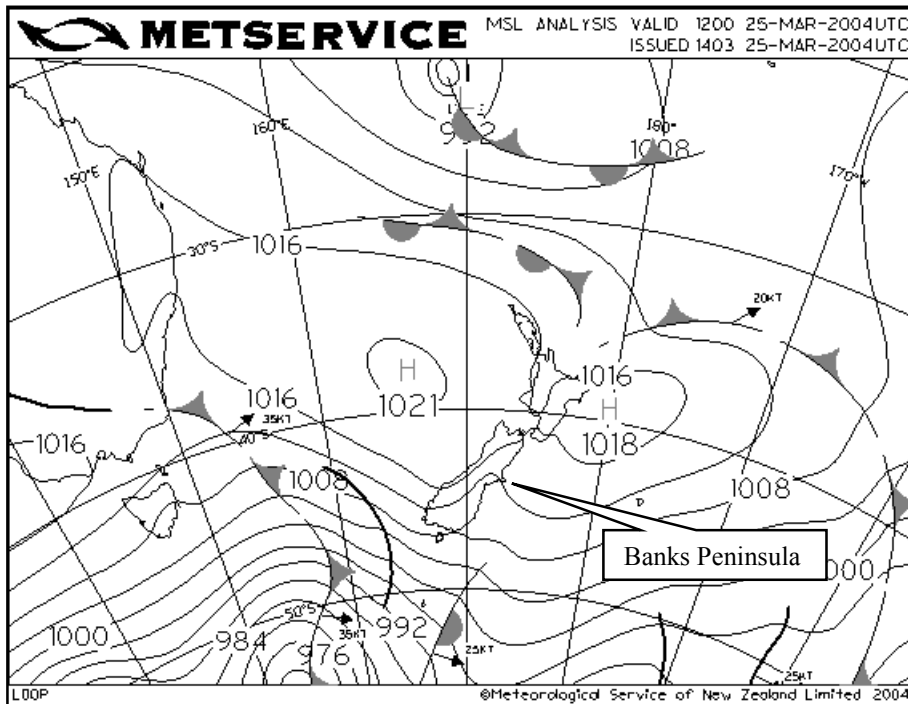 METSERVICE
MSL ANALYSIS VALID 1200 25-MAR-2004UTC
ISSUED 1403 25-MAR-2004UTC
160°E
180°
1008
150°E
170°W
30°S
1016
20KT
H
1021
1016
H
1018
1016
35KT
40°S
1016
1008
1008
Banks Peninsula
000
50°S
1000
984
35KT
992
976
25KT
25KT
LOOP
©Meteorological Service of New Zealand Limited 2004